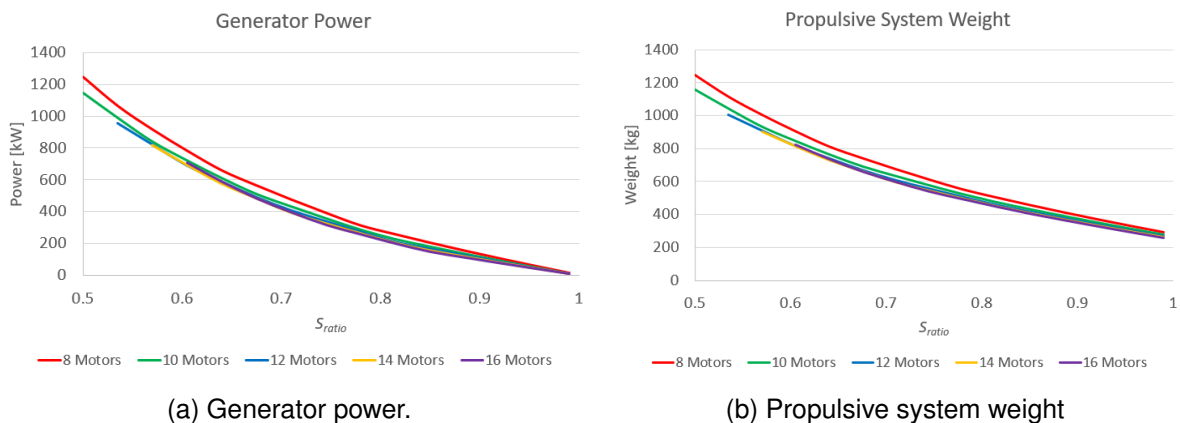 Generator Power
1400
1200
1000
800
600
400
200
0
Power [kW]
0.5 0.6 0.7 0.8 0.9 1
S_ratio
8 Motors 10 Motors 12 Motors 14 Motors 16 Motors
(a) Generator power.
Propulsive System Weight
1400
1200
1000
800
600
400
200
0
Weight [kg]
0.5 0.6 0.7 0.8 0.9 1
S_ratio
8 Motors 10 Motors 12 Motors 14 Motors 16 Motors
(b) Propulsive system weight